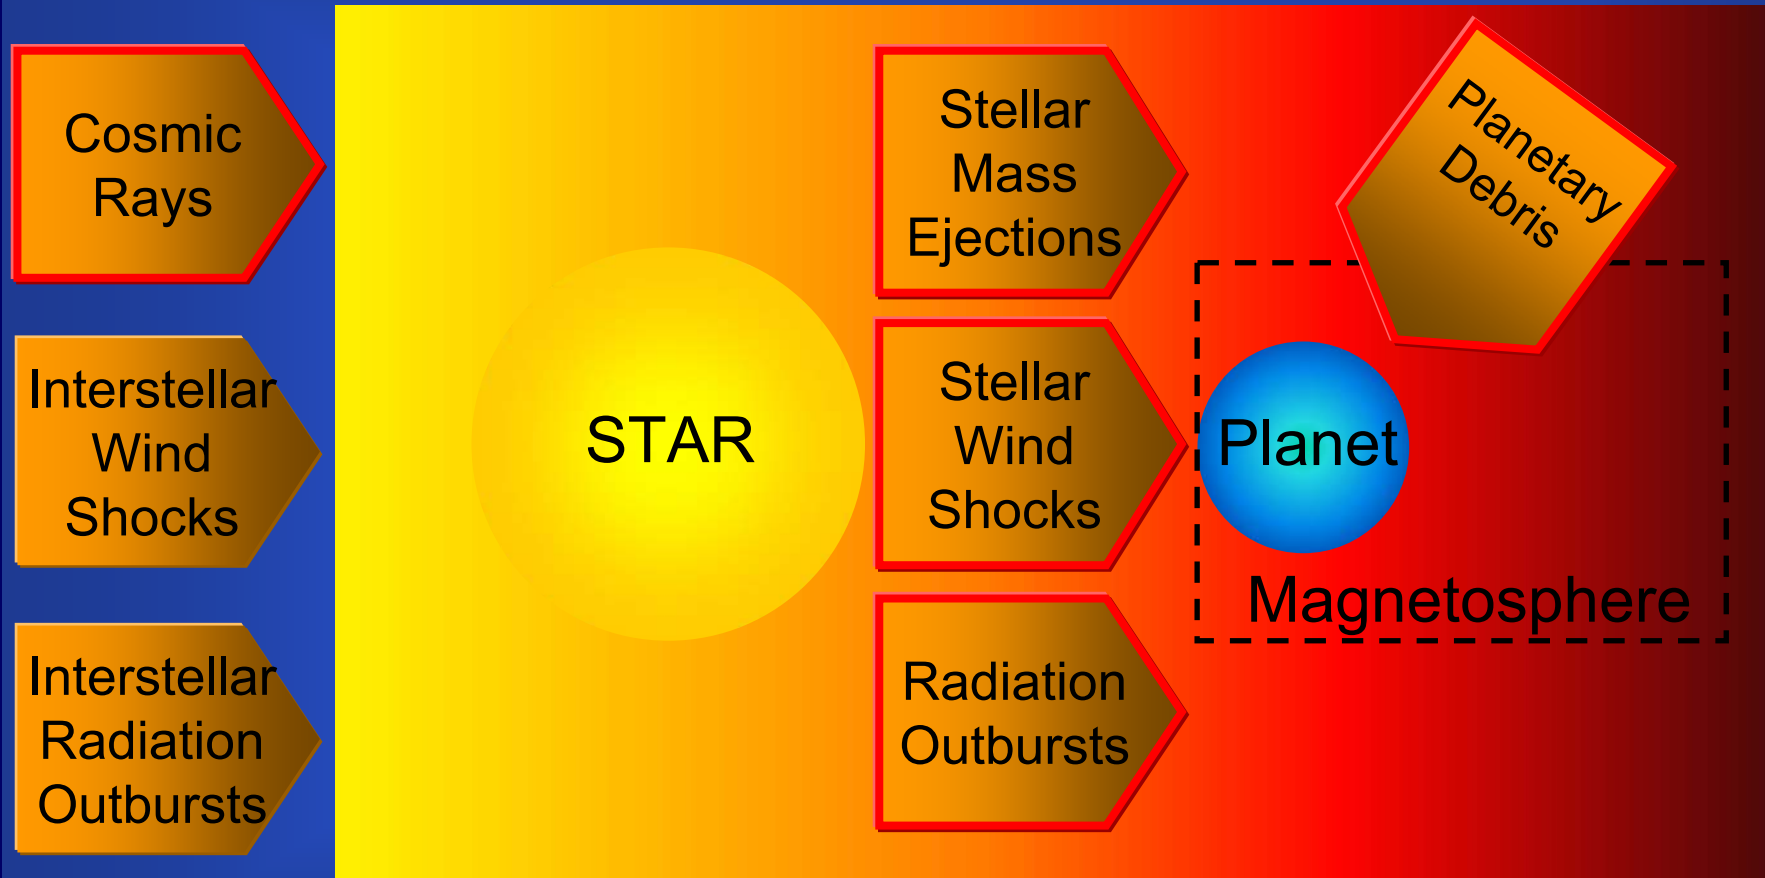 Cosmic
Rays
Interstellar
Wind
Shocks
Interstellar
Radiation
Outbursts
STAR
Stellar
Mass
Ejections
Stellar
Wind
Shocks
Radiation
Outbursts
Planetary
Debris
Planet
Magnetosphere